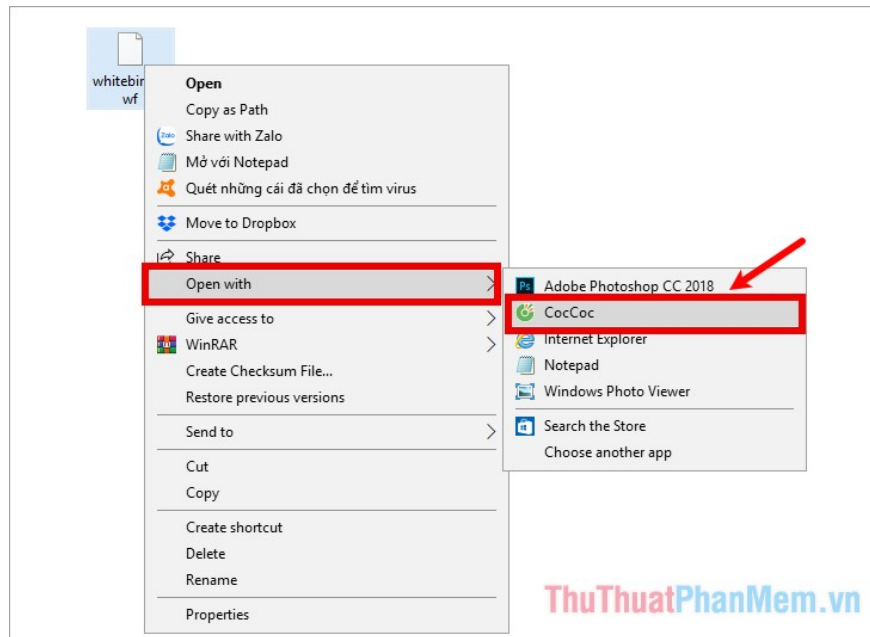 whitebir
wf
Open
Copy as Path
Share with Zalo
Mở với Notepad
Quét những cái đã chọn để tìm virus
Move to Dropbox
Share
Open with
Give access to
WinRAR
Create Checksum File...
Restore previous versions
Send to
Cut
Copy
Create shortcut
Delete
Rename
Properties
Adobe Photoshop CC 2018
CocCoc
Internet Explorer
Notepad
Windows Photo Viewer
Search the Store
Choose another app
ThuThuatPhanMem.vn